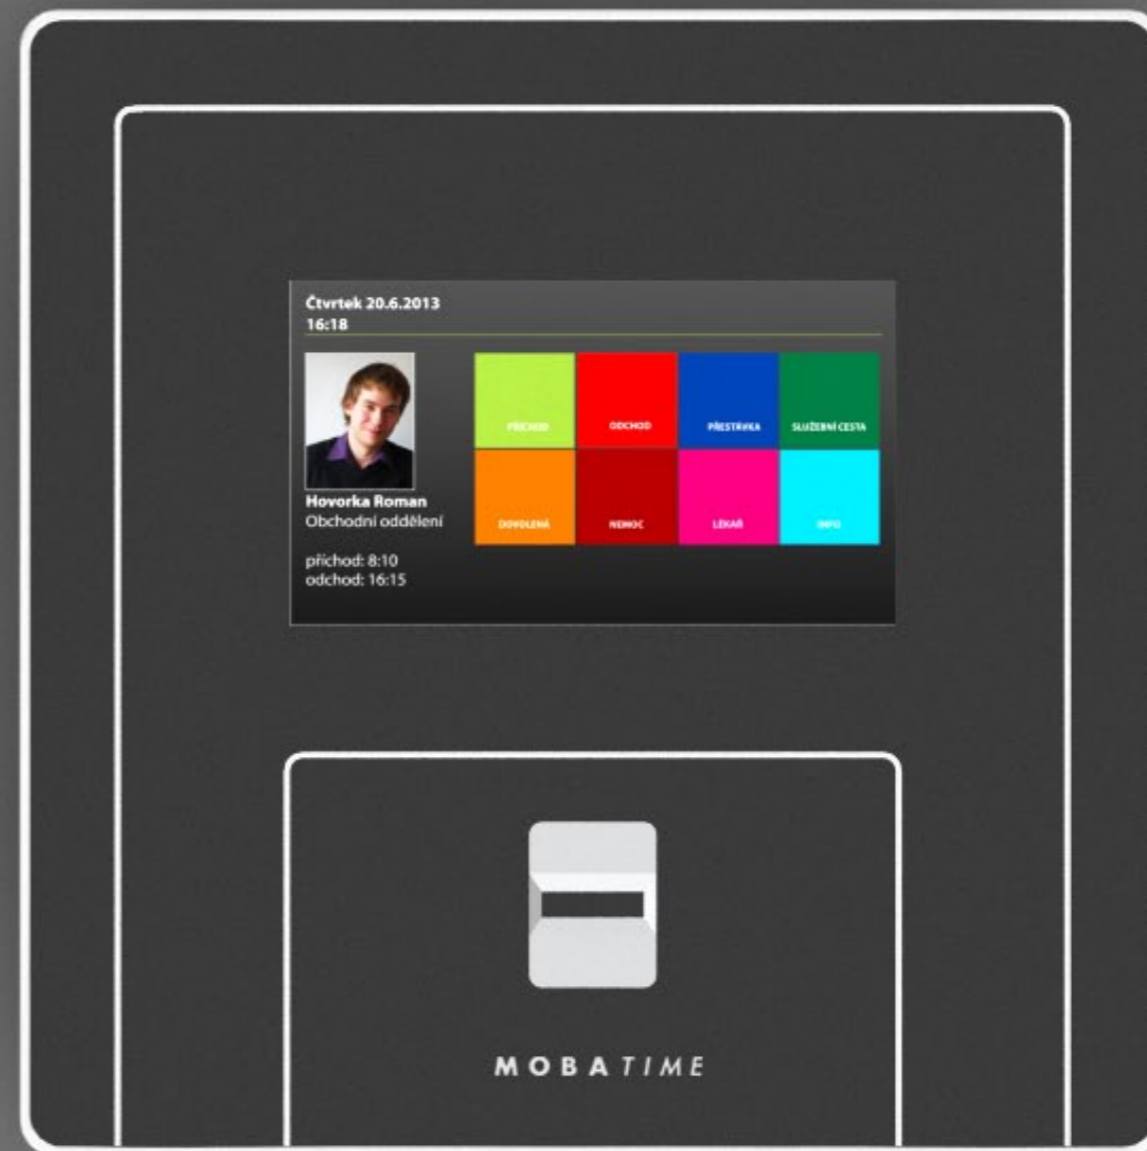 Čtvrtek 20.6.2013
16:18
PŘÍCHOD
ODCHOD
PŘESTÁVKA
SLUŽEBNÍ CESTA
DOVOLENÁ
NEMOC
LÉKAŘ
INFO
Hovorka Roman
Obchodní oddělení
příchod: 8:10
odchod: 16:15
MOBATIME